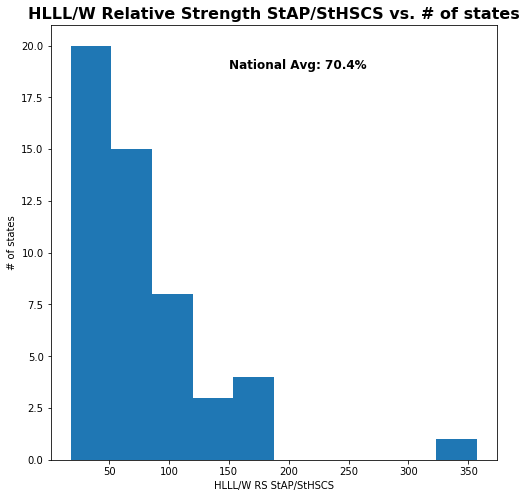 HLLL/W Relative Strength StAP/StHSCS vs. # of states
20.0
National Avg: 70.4%
17.5
15.0
12.5
# of states
10.0
7.5
5.0
2.5
0.0
50 100 150 200 250 300 350
HLLL/W RS StAP/StHSCS